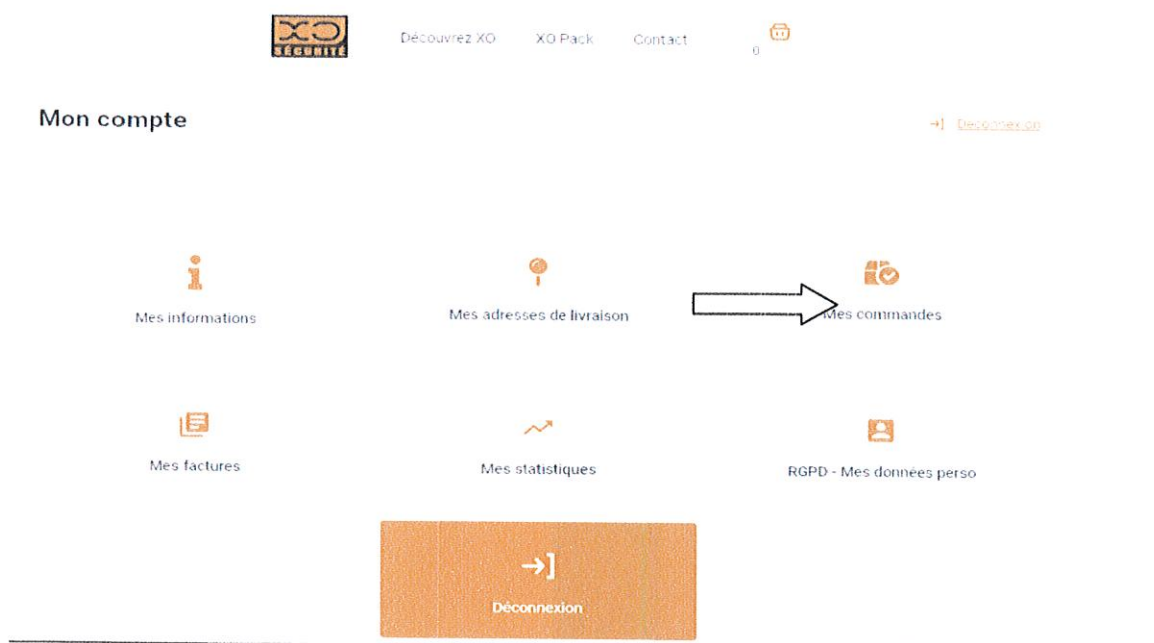 XO
SÉCURITÉ
Découvrez XO
XO Pack
Contact
0
Mon compte
Déconnexion
Mes informations
Mes adresses de livraison
Mes commandes
Mes factures
Mes statistiques
RGPD - Mes données perso
Déconnexion